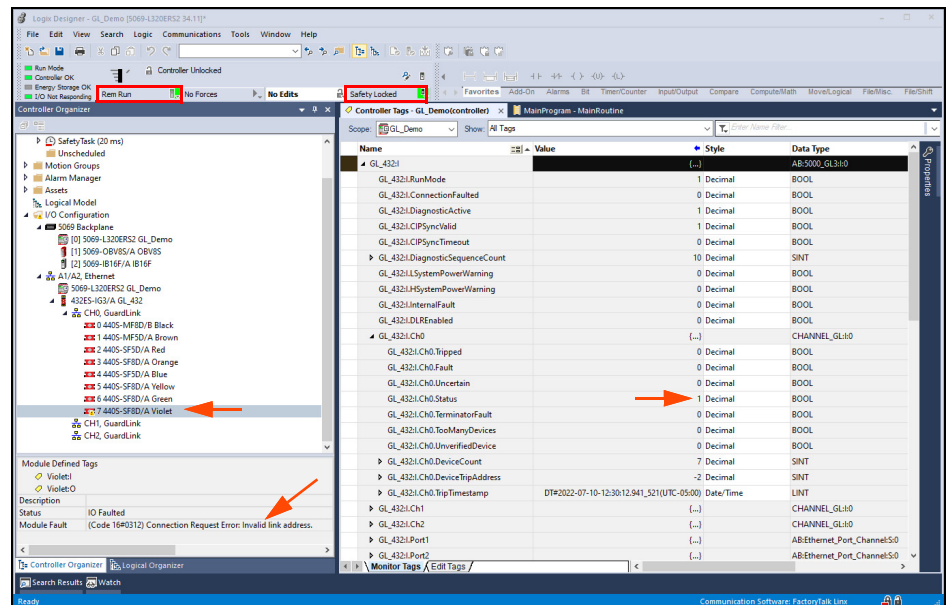 Logix Designer - GL_Demo [5069-L320ERS2 34.11]*
File Edit View Search Logic Communications Tools Window Help
Run Mode
Controller OK
Energy Storage OK
I/O Not Responding
Controller Unlocked
Rem Run
No Forces
No Edits
Safety Locked
Favorites Add-On Alarms Bit Timer/Counter Input/Output Compare Compute/Math Move/Logical File/Misc. File/Shift
Controller Organizer
SafetyTask (20 ms)
Unscheduled
Motion Groups
Alarm Manager
Assets
Logical Model
I/O Configuration
5069 Backplane
[0] 5069-L320ERS2 GL_Demo
[1] 5069-OBV8S/A OBV8S
[2] 5069-IB16F/A IB16F
A1/A2, Ethernet
5069-L320ERS2 GL_Demo
432ES-IG3/A GL_432
CH0, GuardLink
0 440S-MF8D/B Black
1 440S-MF5D/A Brown
2 440S-SF5D/A Red
3 440S-SF8D/A Orange
4 440S-SF5D/A Blue
5 440S-SF8D/A Yellow
6 440S-SF8D/A Green
7 440S-SF8D/A Violet
CH1, GuardLink
CH2, GuardLink
Module Defined Tags
Violet:I
Violet:O
Description
Status IO Faulted
Module Fault (Code 16#0312) Connection Request Error: Invalid link address.
Controller Organizer Logical Organizer
Controller Tags - GL_Demo(controller) MainProgram - MainRoutine
Scope: GL_Demo Show: All Tags Enter Name Filter...
Name Value Style Data Type
GL_432:I {...} AB:5000_GL3:I:0
GL_432:I.RunMode 1 Decimal BOOL
GL_432:I.ConnectionFaulted 0 Decimal BOOL
GL_432:I.DiagnosticActive 1 Decimal BOOL
GL_432:I.CIPSyncValid 1 Decimal BOOL
GL_432:I.CIPSyncTimeout 0 Decimal BOOL
GL_432:I.DiagnosticSequenceCount 10 Decimal SINT
GL_432:I.LSystemPowerWarning 0 Decimal BOOL
GL_432:I.HSystemPowerWarning 0 Decimal BOOL
GL_432:I.InternalFault 0 Decimal BOOL
GL_432:I.DLREnabled 0 Decimal BOOL
GL_432:I.Ch0 {...} CHANNEL_GL:I:0
GL_432:I.Ch0.Tripped 0 Decimal BOOL
GL_432:I.Ch0.Fault 0 Decimal BOOL
GL_432:I.Ch0.Uncertain 0 Decimal BOOL
GL_432:I.Ch0.Status 1 Decimal BOOL
GL_432:I.Ch0.TerminatorFault 0 Decimal BOOL
GL_432:I.Ch0.TooManyDevices 0 Decimal BOOL
GL_432:I.Ch0.UnverifiedDevice 0 Decimal BOOL
GL_432:I.Ch0.DeviceCount 7 Decimal SINT
GL_432:I.Ch0.DeviceTripAddress -2 Decimal SINT
GL_432:I.Ch0.TripTimestamp DT#2022-07-10-12:30:12.941_521(UTC-05:00) Date/Time LINT
GL_432:I.Ch1 {...} CHANNEL_GL:I:0
GL_432:I.Ch2 {...} CHANNEL_GL:I:0
GL_432:I.Port1 {...} AB:Ethernet_Port_Channel:S:0
GL_432:I.Port2 {...} AB:Ethernet_Port_Channel:S:0
Monitor Tags Edit Tags
Properties
Search Results Watch
Ready
Communication Software: FactoryTalk Linx